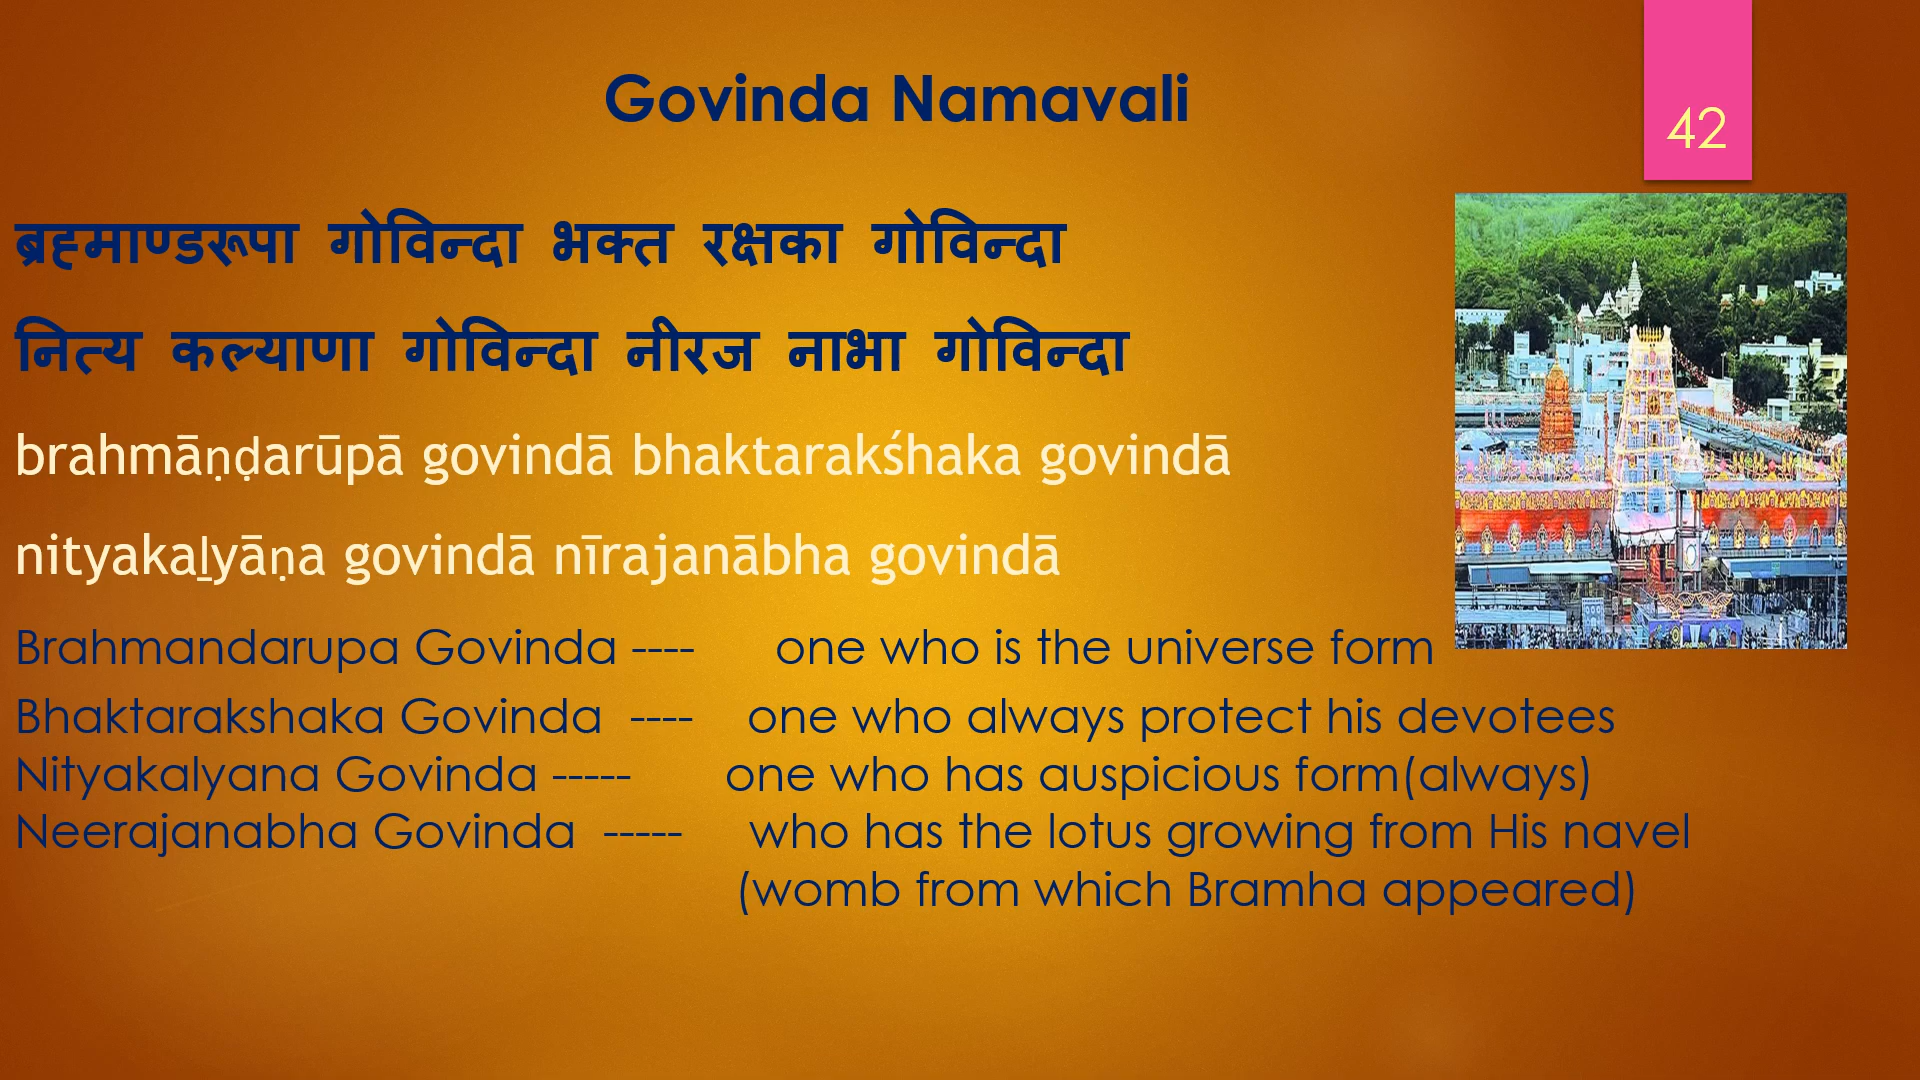 Govinda Namavali
42
ब्रह्माण्डरूपा गोविन्दा भक्त रक्षका गोविन्दा
नित्य कल्याणा गोविन्दा नीरज नाभा गोविन्दा
brahmāṇḍarūpā govindā bhaktarakśhaka govindā
nityakaḻyāṇa govindā nīrajanābha govindā
Brahmandarupa Govinda ---- one who is the universe form
Bhaktarakshaka Govinda ---- one who always protect his devotees
Nityakalyana Govinda ----- one who has auspicious form(always)
Neerajanabha Govinda ----- who has the lotus growing from His navel
(womb from which Bramha appeared)